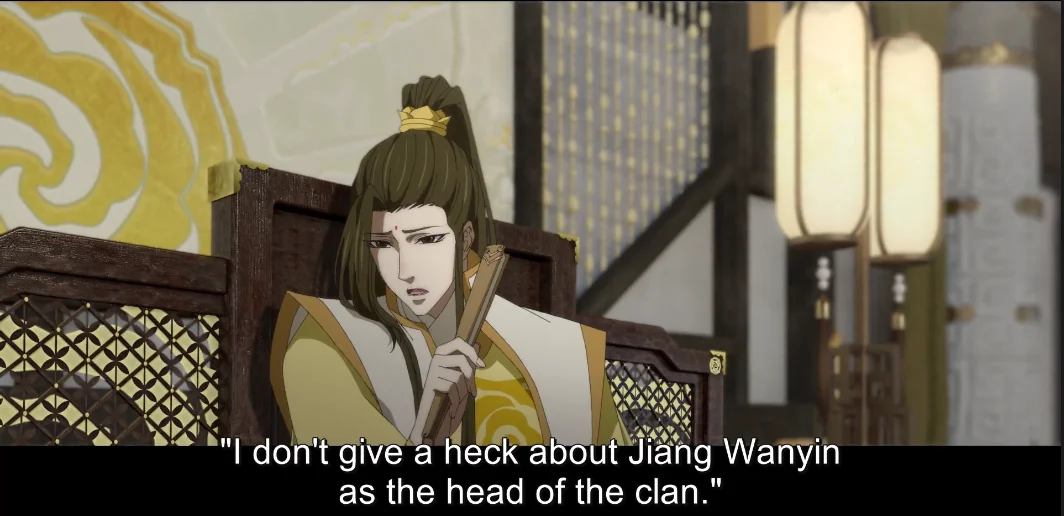 "I don't give a heck about Jiang Wanyin
as the head of the clan."